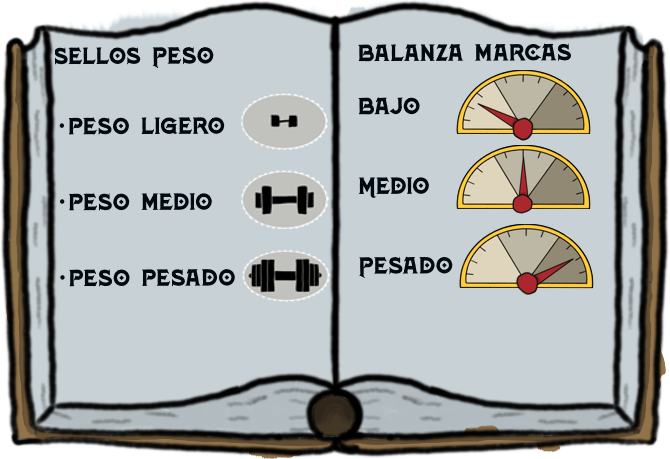 SELLOS PESO
·PESO LIGERO
·PESO MEDIO
·PESO PESADO
BALANZA MARCAS
BAJO
MEDIO
PESADO